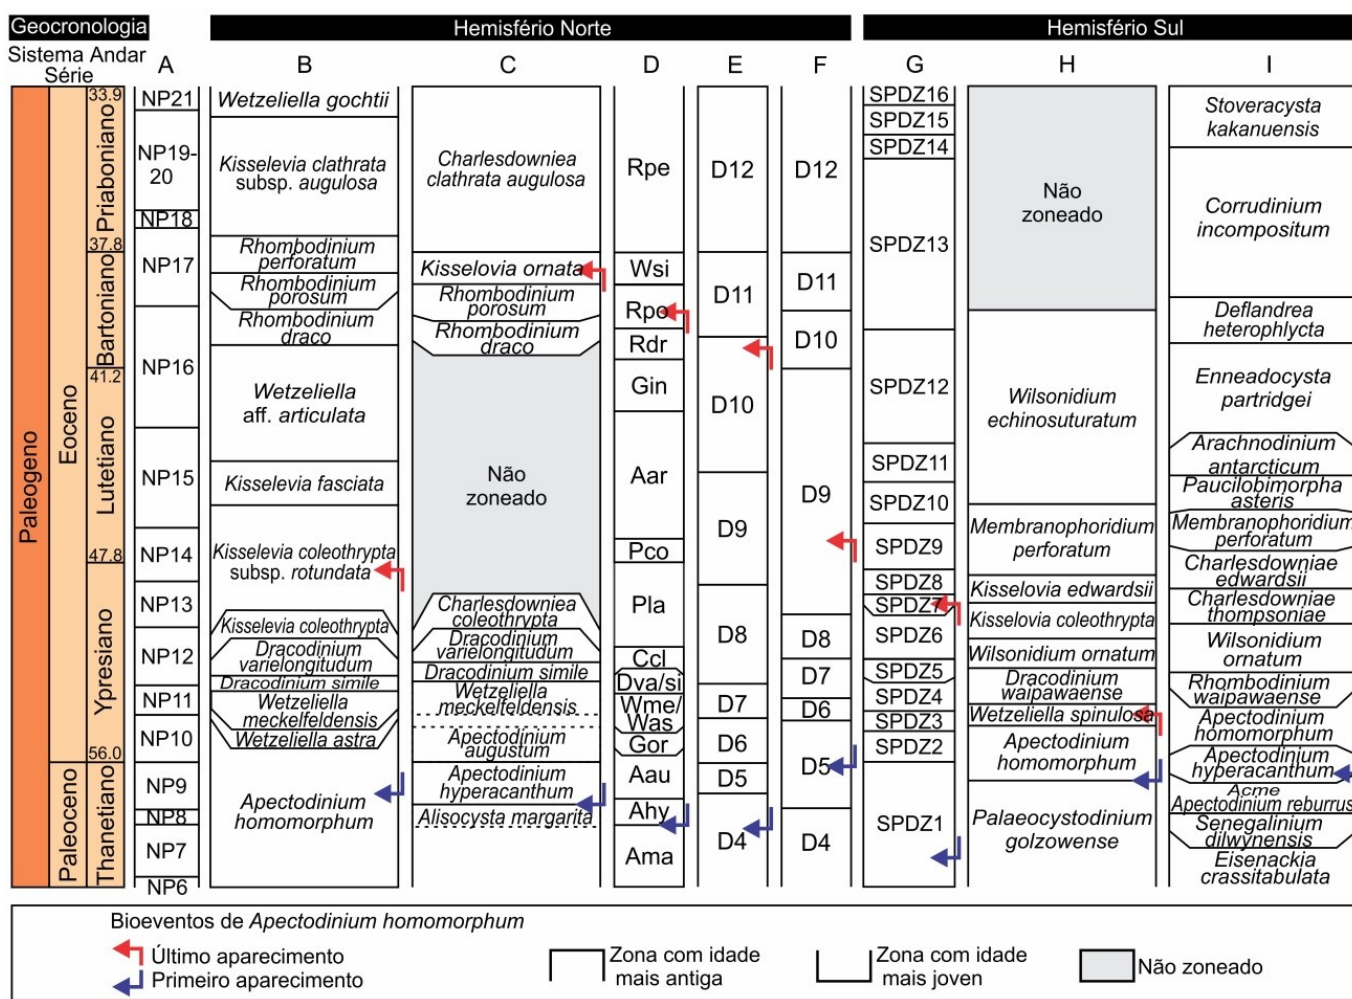 Geocronologia
Hemisfério Norte
Hemisfério Sul
Sistema Andar
Série
A
B
C
D
E
F
G
H
I
Paleogeno
Eoceno
Paleoceno
33.9
Priaboniano
37.8
Bartoniano
41.2
Lutetiano
47.8
Ypresiano
56.0
Thanetiano
NP21
NP19-
20
NP18
NP17
NP16
NP15
NP14
NP13
NP12
NP11
NP10
NP9
NP8
NP7
NP6
Wetzeliella gochtii
Kisselevia clathrata
subsp. augulosa
Rhombodinium
perforatum
Rhombodinium
porosum
Rhombodinium
draco
Wetzeliella
aff. articulata
Kisselevia fasciata
Kisselevia coleothrypta
subsp. rotundata
Kisselevia coleothrypta
Dracodinium
varielongitudum
Dracodinium simile
Wetzeliella
meckelfeldensis
Wetzeliella astra
Apectodinium
homomorphum
Charlesdowniea
clathrata augulosa
Kisselovia ornata
Rhombodinium
porosum
Rhombodinium
draco
Não
zoneado
Charlesdowniea
coleothrypta
Dracodinium
varielongitudum
Dracodinium simile
Wetzeliella
meckelfeldensis
Apectodinium
augustum
Apectodinium
hyperacanthum
Alisocysta margarita
Rpe
Wsi
Rpo
Rdr
Gin
Aar
Pco
Pla
Ccl
Dva/si
Wme/
Was
Gor
Aau
Ahy
Ama
D12
D11
D10
D9
D8
D7
D6
D5
D4
D12
D11
D10
D9
D8
D7
D6
D5
D4
SPDZ16
SPDZ15
SPDZ14
SPDZ13
SPDZ12
SPDZ11
SPDZ10
SPDZ9
SPDZ8
SPDZ7
SPDZ6
SPDZ5
SPDZ4
SPDZ3
SPDZ2
SPDZ1
Não
zoneado
Wilsonidium
echinosuturatum
Membranophoridium
perforatum
Kisselovia edwardsii
Kisselovia coleothrypta
Wilsonidium ornatum
Dracodinium
waipawaense
Wetzeliella spinulosa
Apectodinium
homomorphum
Palaeocystodinium
golzowense
Stoveracysta
kakanuensis
Corrudinium
incompositum
Deflandrea
heterophlycta
Enneadocysta
partridgei
Arachnodinium
antarcticum
Paucilobimorpha
asteris
Membranophoridium
perforatum
Charlesdowniae
edwardsii
Charlesdowniae
thompsoniae
Wilsonidium
ornatum
Rhombodinium
waipawaense
Apectodinium
homomorphum
Apectodinium
hyperacanthum
Acme
Apectodinium reburrus
Senegalinium
dilwynensis
Eisenackia
crassitabulata
Bioeventos de Apectodinium homomorphum
Último aparecimento
Primeiro aparecimento
Zona com idade
mais antiga
Zona com idade
mais joven
Não zoneado